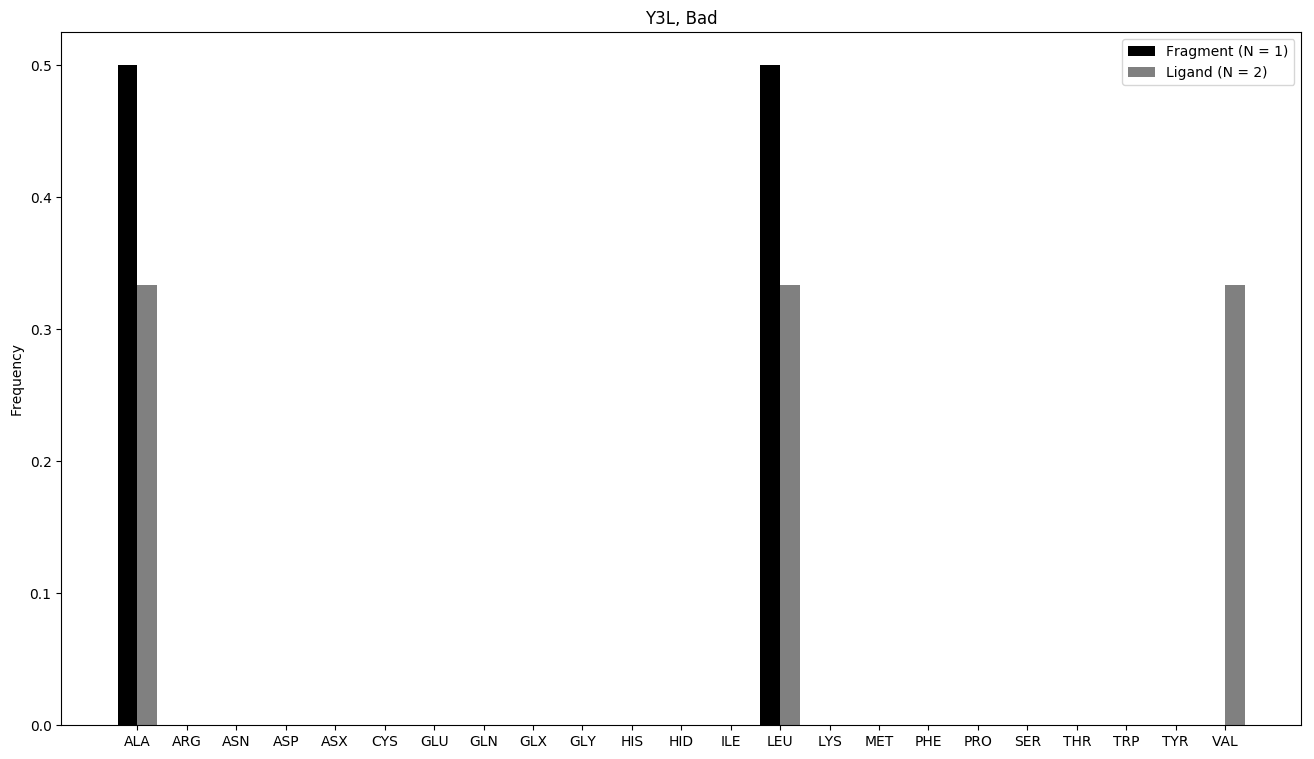 Y3L, Bad
Fragment (N = 1)
Ligand (N = 2)
0.5
0.4
0.3
0.2
0.1
0.0
Frequency
ALA ARG ASN ASP ASX CYS GLU GLN GLX GLY HIS HID ILE LEU LYS MET PHE PRO SER THR TRP TYR VAL